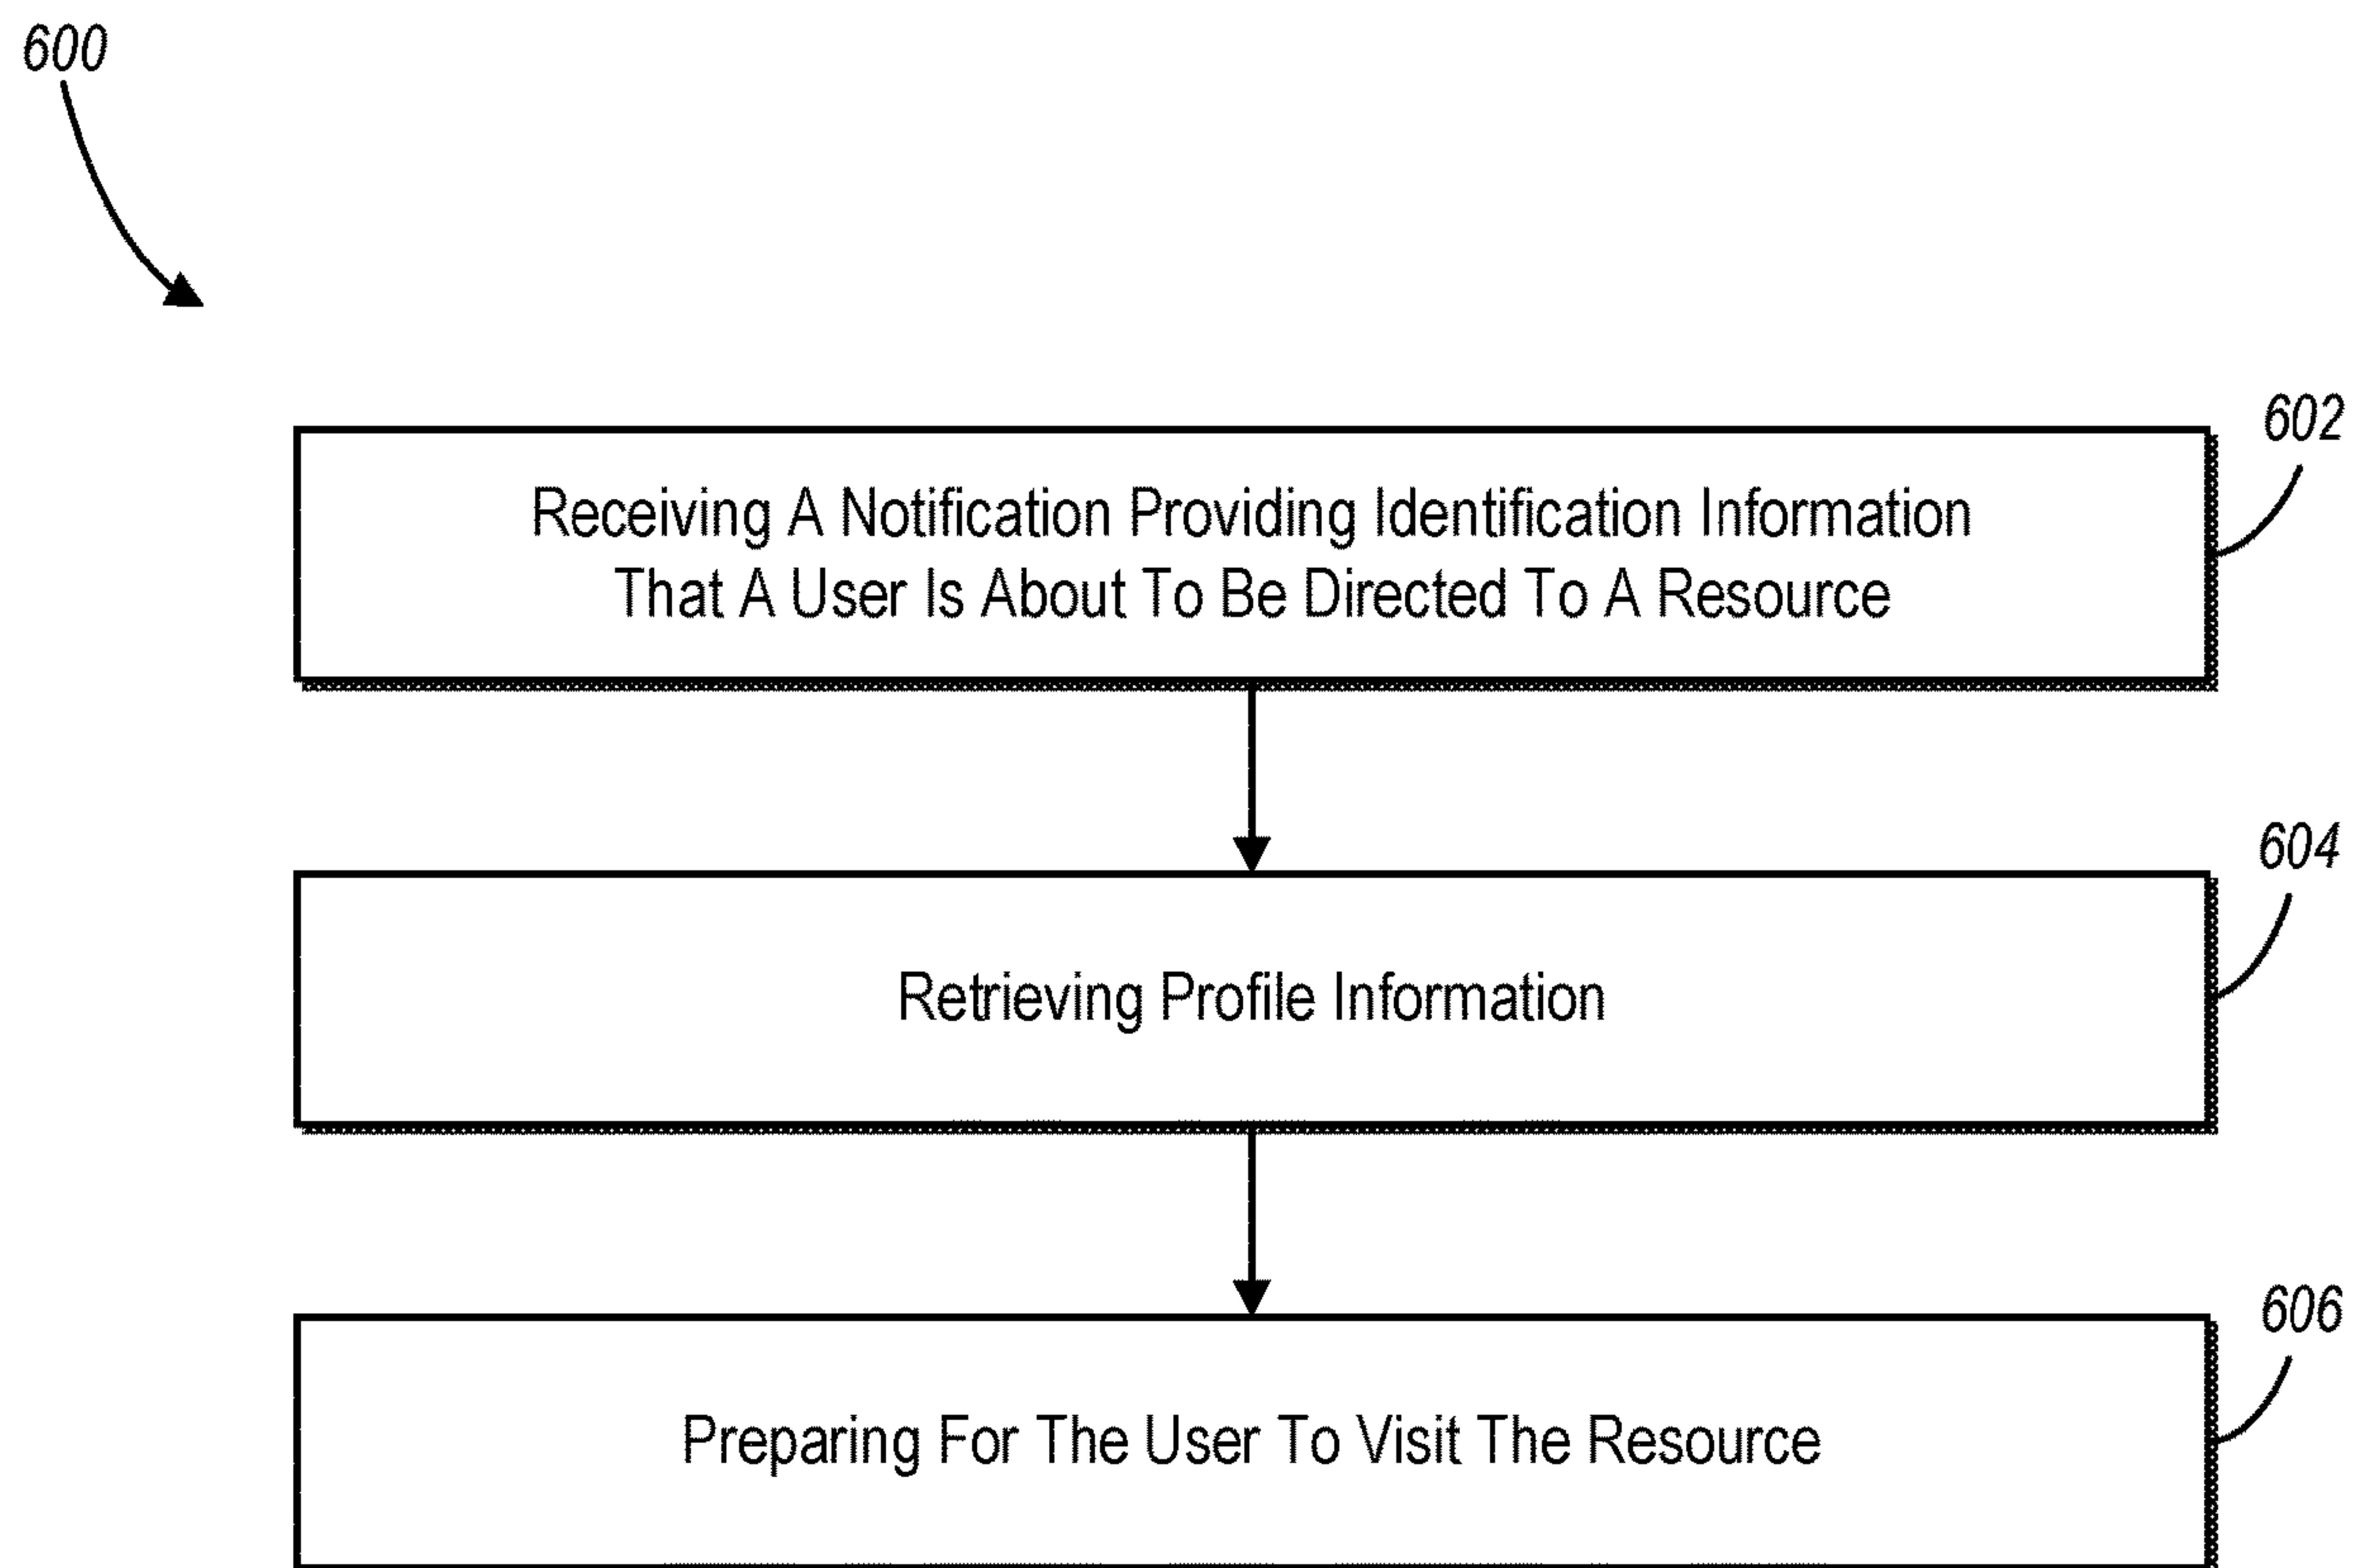 600
602
Receiving A Notification Providing Identification Information
That A User Is About To Be Directed To A Resource
604
Retrieving Profile Information
606
Preparing For The User To Visit The Resource